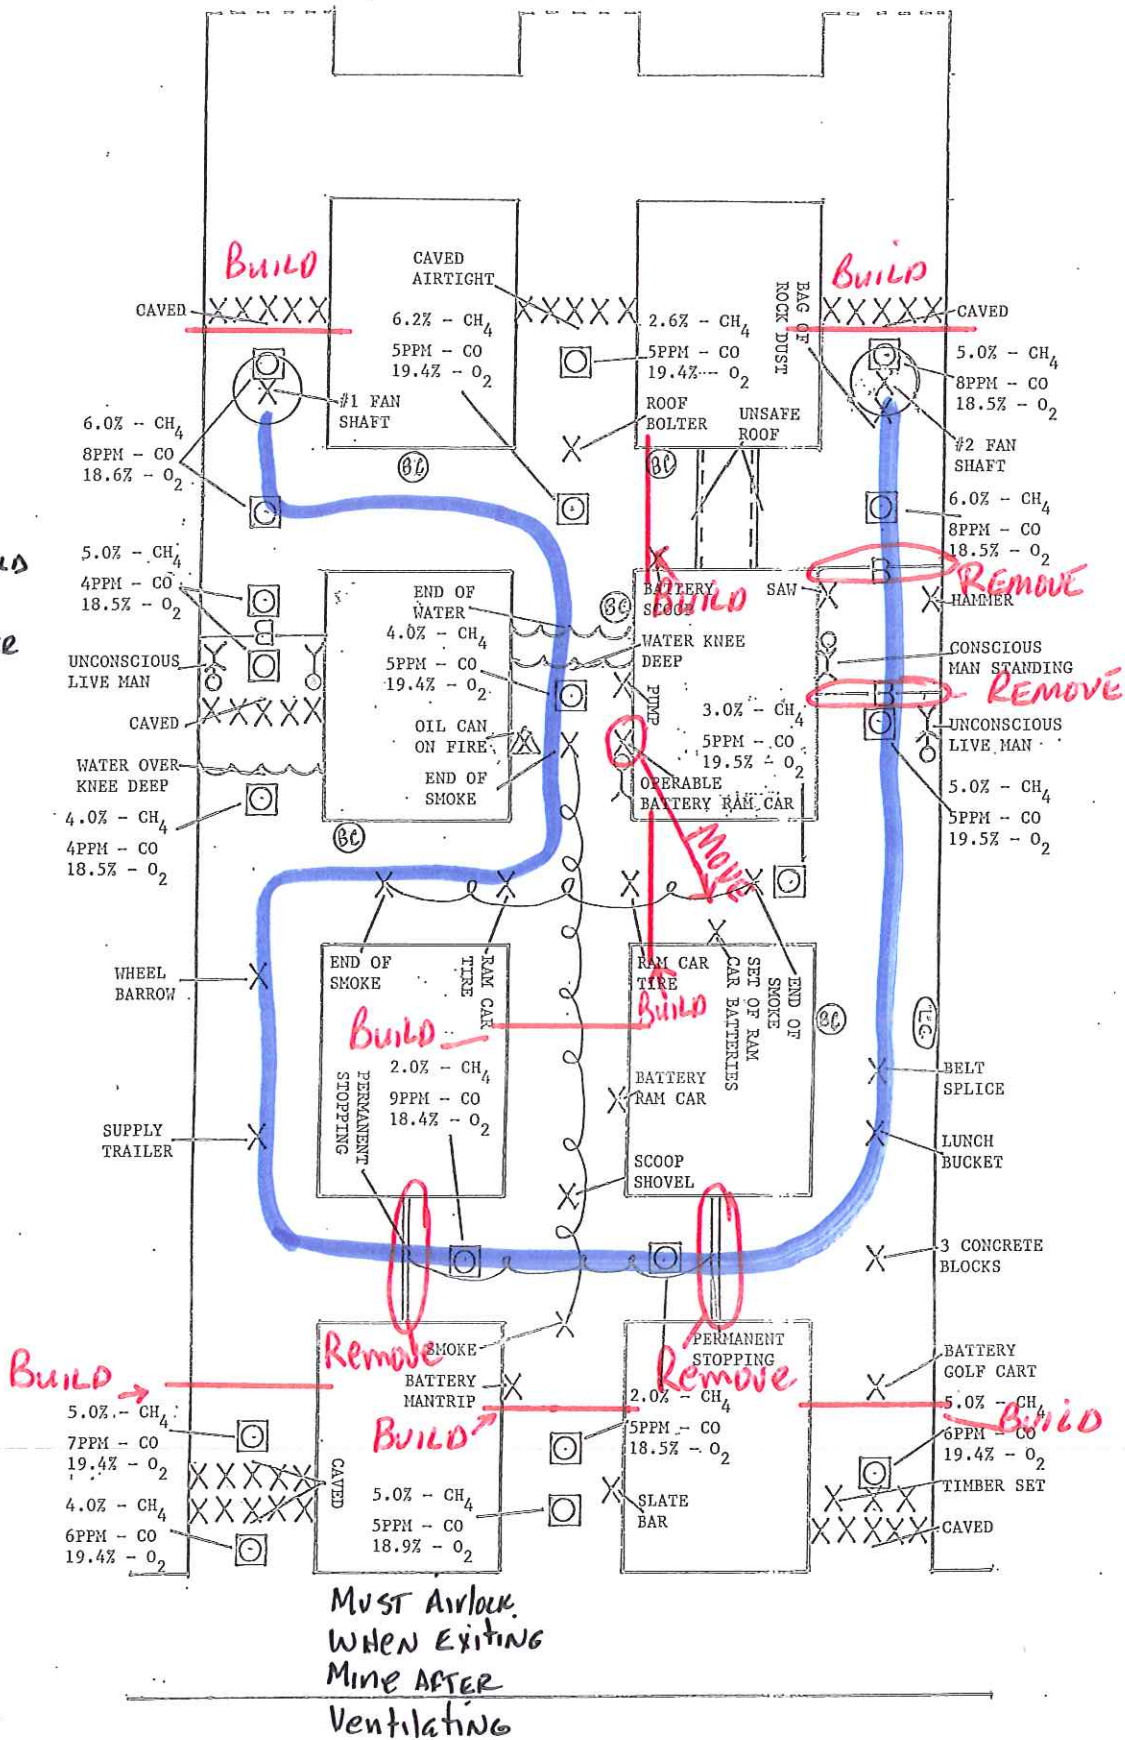 BUILD
BUILD
CAVED
AIRTIGHT
BAG OF
ROCK DUST
CAVED
CAVED
6.2% - CH4
5PPM - CO
19.4% - O2
2.6% - CH4
5PPM - CO
19.4% - O2
5.0% - CH4
8PPM - CO
18.5% - O2
#1 FAN
SHAFT
ROOF
BOLTER
UNSAFE
ROOF
#2 FAN
SHAFT
6.0% - CH4
8PPM - CO
18.6% - O2
BC
BC
6.0% - CH4
8PPM - CO
18.5% - O2
5.0% - CH4
4PPM - CO
18.5% - O2
END OF
WATER
BC
BATTERY
SCOOP
BUILD
SAW
REMOVE
HAMMER
4.0% - CH4
5PPM - CO
19.4% - O2
WATER KNEE
DEEP
UNCONSCIOUS
LIVE MAN
CONSCIOUS
MAN STANDING
REMOVE
PUMP
3.0% - CH4
5PPM - CO
19.5% - O2
CAVED
OIL CAN
ON FIRE
UNCONSCIOUS
LIVE MAN
WATER OVER
KNEE DEEP
END OF
SMOKE
OPERABLE
BATTERY RAM CAR
4.0% - CH4
4PPM - CO
18.5% - O2
5.0% - CH4
5PPM - CO
19.5% - O2
BC
MOVE
WHEEL
BARROW
END OF
SMOKE
RAM CAR
TIRE
RAM CAR
TIRE
SET OF RAM
CAR BATTERIES
END OF
SMOKE
BUILD
BUILD
BC
2.0% - CH4
9PPM - CO
18.4% - O2
PERMANENT
STOPPING
BATTERY
RAM CAR
BELT
SPLICE
SUPPLY
TRAILER
LUNCH
BUCKET
SCOOP
SHOVEL
3 CONCRETE
BLOCKS
Remove
SMOKE
PERMANENT
STOPPING
Remove
BUILD
BATTERY
MANTRIP
BUILD
BATTERY
GOLF CART
5.0% - CH4
7PPM - CO
19.4% - O2
2.0% - CH4
5PPM - CO
18.5% - O2
5.0% - CH4
BUILD
6PPM - CO
19.4% - O2
CAVED
4.0% - CH4
6PPM - CO
19.4% - O2
5.0% - CH4
5PPM - CO
18.9% - O2
SLATE
BAR
TIMBER SET
CAVED
MUST Airlock
WHEN EXITING
MINE AFTER
VentilatiNG